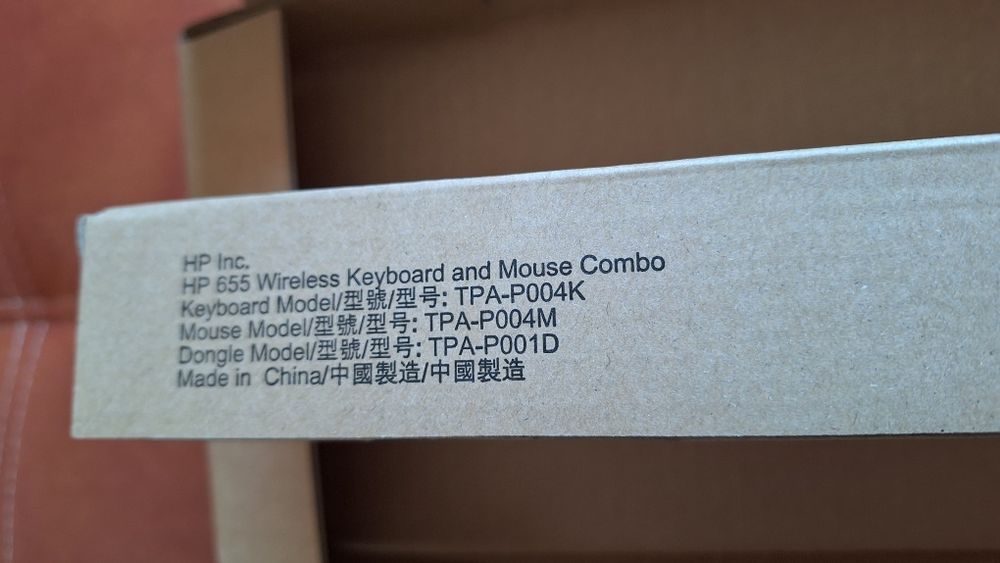 HP Inc.
HP 655 Wireless Keyboard and Mouse Combo
Keyboard Model/型號/型号: TPA-P004K
Mouse Model/型號/型号: TPA-P004M
Dongle Model/型號/型号: TPA-P001D
Made in China/中國製造/中國製造